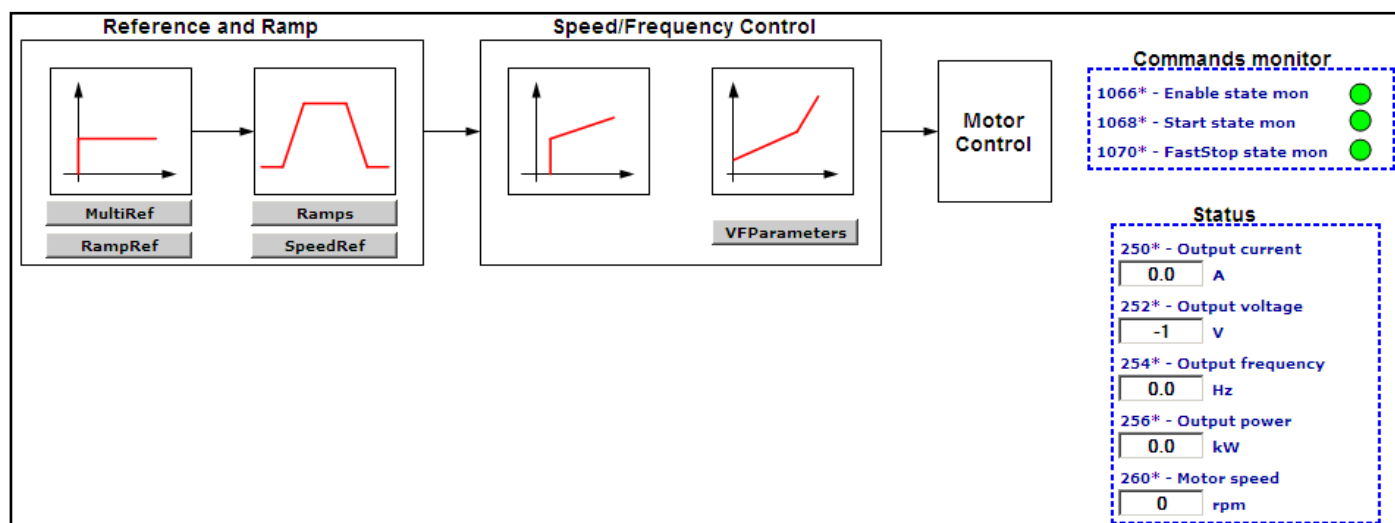 Reference and Ramp
MultiRef
RampRef
Ramps
SpeedRef
Speed/Frequency Control
VFParameters
Motor
Control
Commands monitor
1066* - Enable state mon
1068* - Start state mon
1070* - FastStop state mon
Status
250* - Output current
0.0 A
252* - Output voltage
-1 V
254* - Output frequency
0.0 Hz
256* - Output power
0.0 kW
260* - Motor speed
0 rpm